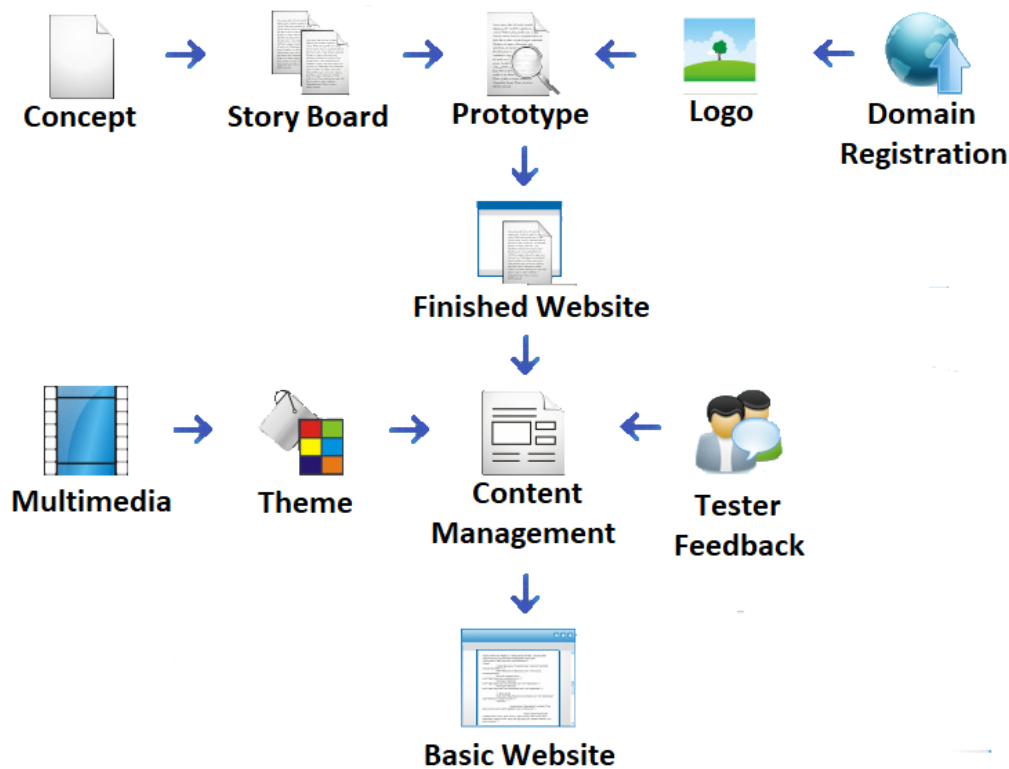 Concept
Story Board
Prototype
Logo
Domain
Registration
Finished Website
Multimedia
Theme
Content
Management
Tester
Feedback
Basic Website